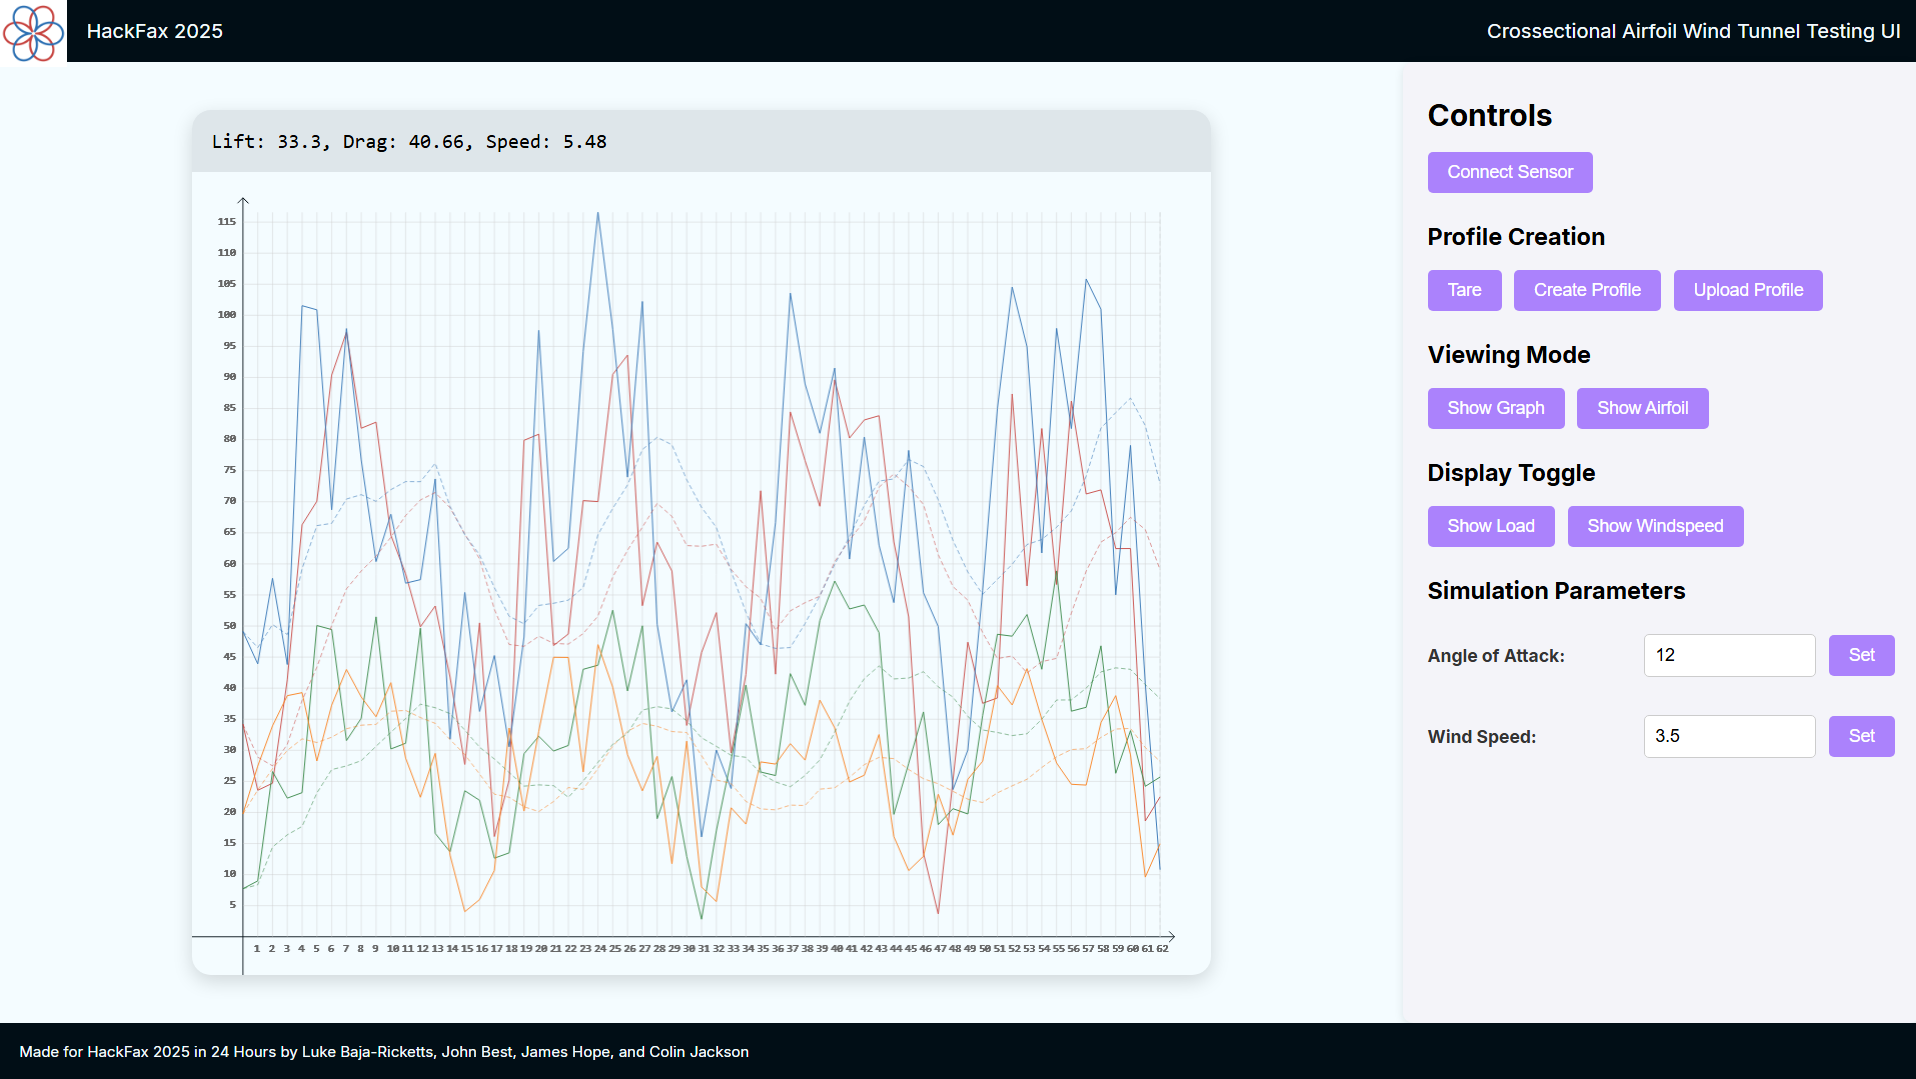 HackFax 2025
Crossectional Airfoil Wind Tunnel Testing UI
Lift: 33.3, Drag: 40.66, Speed: 5.48
115
110
105
100
95
90
85
80
75
70
65
60
55
50
45
40
35
30
25
20
15
10
5
1 2 3 4 5 6 7 8 9 10 11 12 13 14 15 16 17 18 19 20 21 22 23 24 25 26 27 28 29 30 31 32 33 34 35 36 37 38 39 40 41 42 43 44 45 46 47 48 49 50 51 52 53 54 55 56 57 58 59 60 61 62
Controls
Connect Sensor
Profile Creation
Tare Create Profile Upload Profile
Viewing Mode
Show Graph Show Airfoil
Display Toggle
Show Load Show Windspeed
Simulation Parameters
Angle of Attack: 12 Set
Wind Speed: 3.5 Set
Made for HackFax 2025 in 24 Hours by Luke Baja-Ricketts, John Best, James Hope, and Colin Jackson